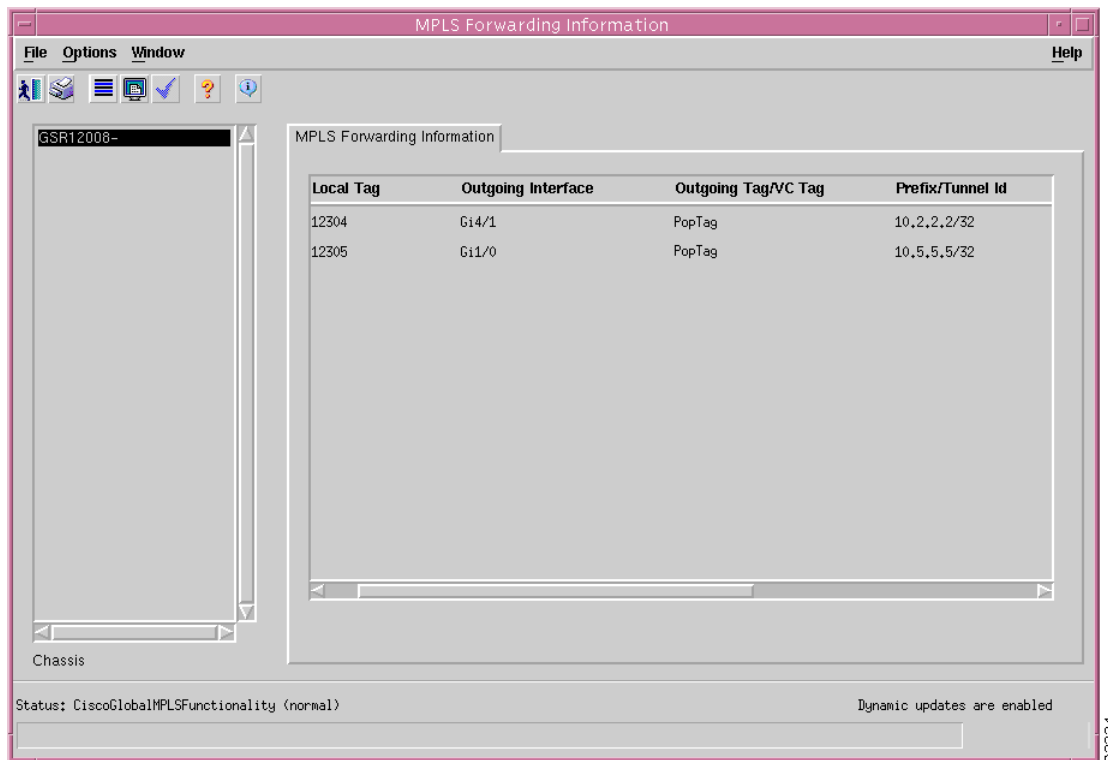 MPLS Forwarding Information
File Options Window Help
GSR12008-
MPLS Forwarding Information
Local Tag Outgoing Interface Outgoing Tag/VC Tag Prefix/Tunnel Id
12304 Gi4/1 PopTag 10.2.2.2/32
12305 Gi1/0 PopTag 10.5.5.5/32
Chassis
Status: CiscoGlobalMPLSFunctionality (normal) Dynamic updates are enabled